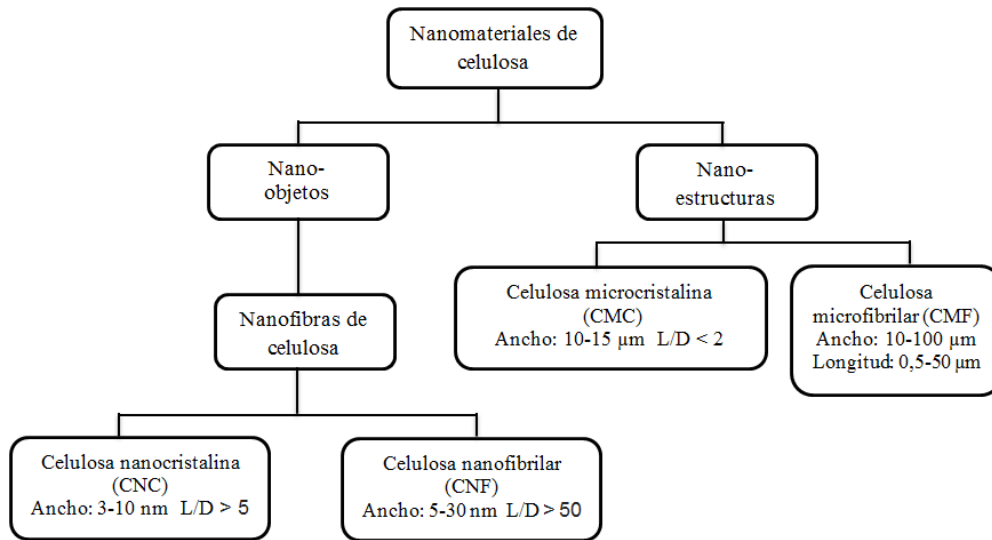 Nanomateriales de
celulosa
Nano-
objetos
Nano-
estructuras
Nanofibras de
celulosa
Celulosa microcristalina
(CMC)
Ancho: 10-15 µm L/D < 2
Celulosa
microfibrilar (CMF)
Ancho: 10-100 µm
Longitud: 0,5-50 µm
Celulosa nanocristalina
(CNC)
Ancho: 3-10 nm L/D > 5
Celulosa nanofibrilar
(CNF)
Ancho: 5-30 nm L/D > 50